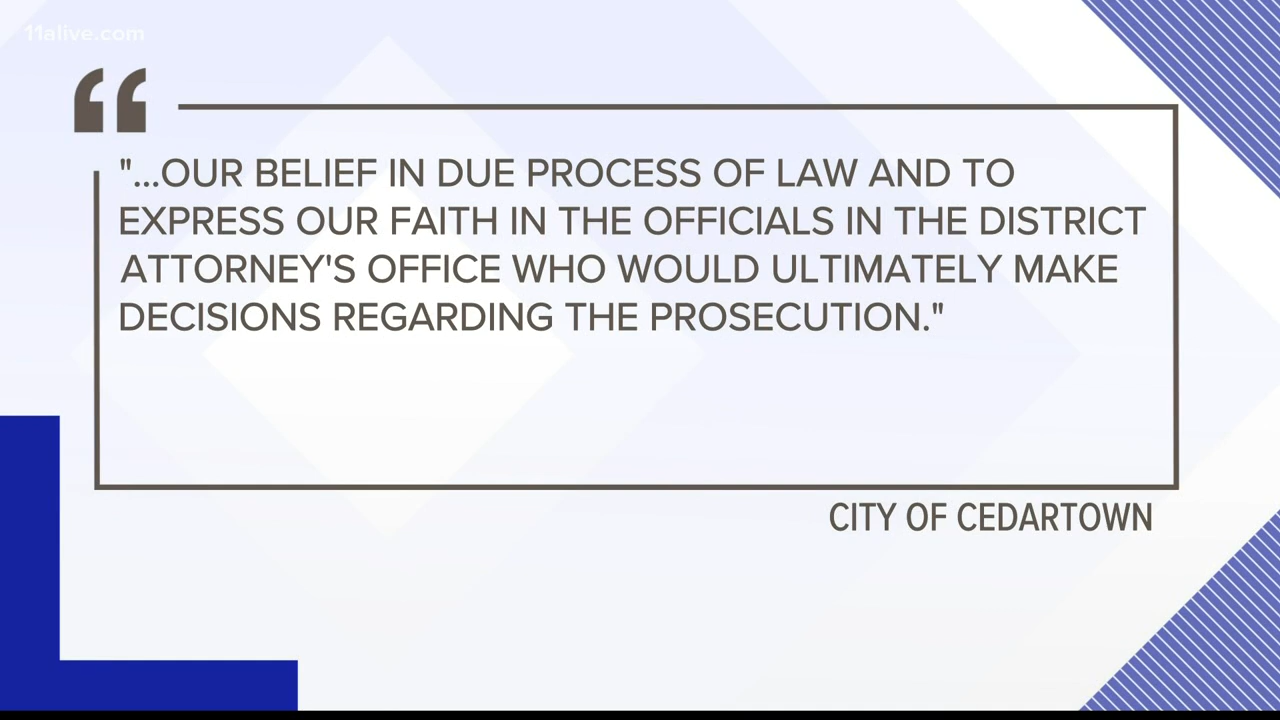 11alive.com
“
"...OUR BELIEF IN DUE PROCESS OF LAW AND TO
EXPRESS OUR FAITH IN THE OFFICIALS IN THE DISTRICT
ATTORNEY'S OFFICE WHO WOULD ULTIMATELY MAKE
DECISIONS REGARDING THE PROSECUTION."
CITY OF CEDARTOWN